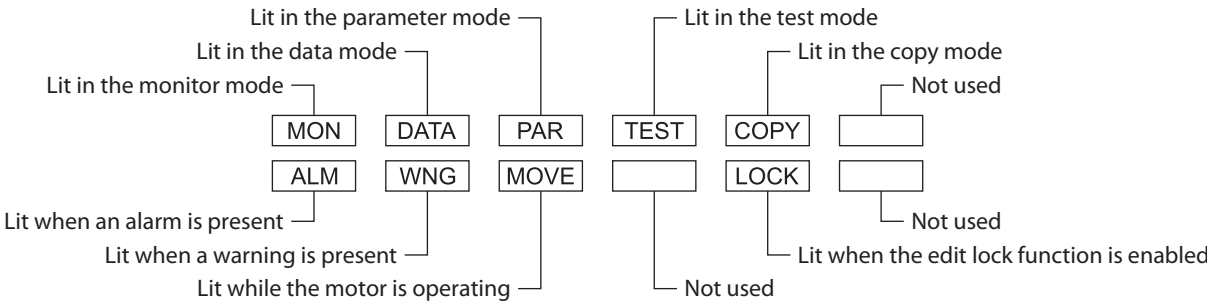 Lit in the parameter mode
Lit in the test mode
Lit in the data mode
Lit in the copy mode
Lit in the monitor mode
Not used
MON DATA PAR TEST COPY
ALM WNG MOVE LOCK
Lit when an alarm is present
Not used
Lit when a warning is present
Lit when the edit lock function is enabled
Lit while the motor is operating
Not used